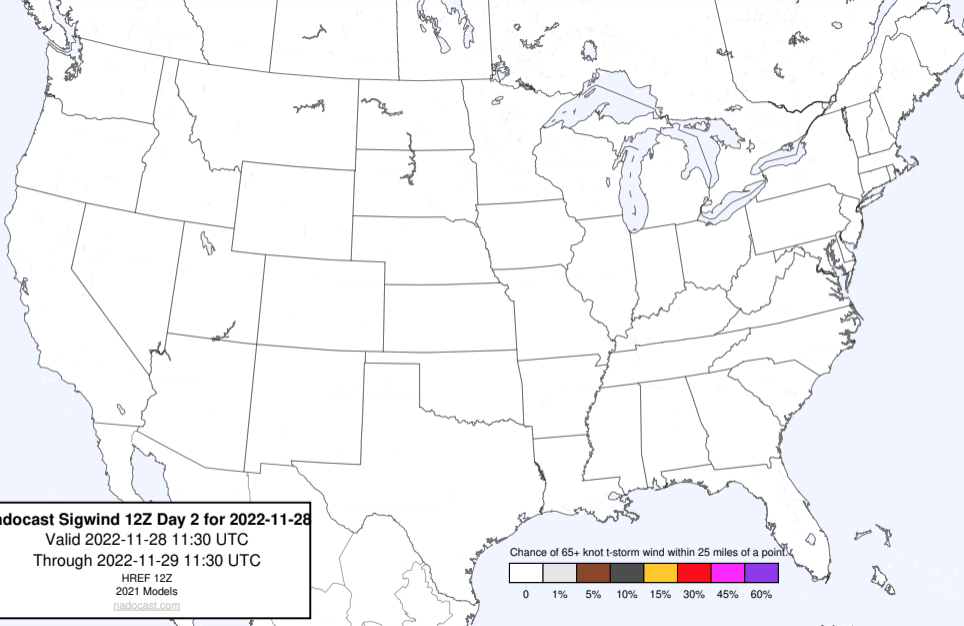 adocast Sigwind 12Z Day 2 for 2022-11-28
Valid 2022-11-28 11:30 UTC
Through 2022-11-29 11:30 UTC
HREF 12Z
2021 Models
nadocast.com
Chance of 65+ knot t-storm wind within 25 miles of a point.
0 1% 5% 10% 15% 30% 45% 60%